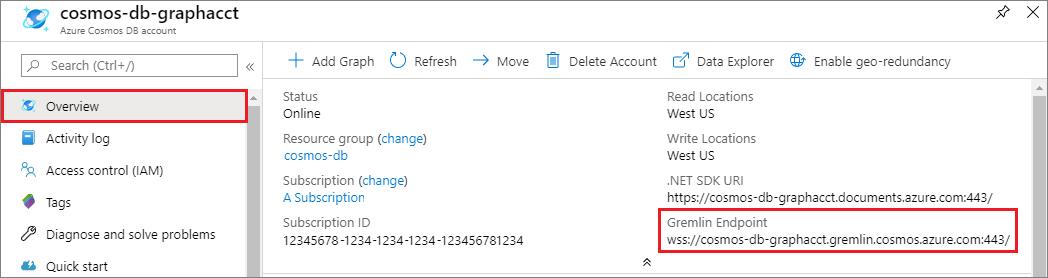 cosmos-db-graphacct
Azure Cosmos DB account
Search (Ctrl+/)
«
Overview
Activity log
Access control (IAM)
Tags
Diagnose and solve problems
Quick start
Add Graph Refresh Move Delete Account Data Explorer Enable geo-redundancy
Status
Online
Resource group (change)
cosmos-db
Subscription (change)
A Subscription
Subscription ID
12345678-1234-1234-1234-123456781234
Read Locations
West US
Write Locations
West US
.NET SDK URI
https://cosmos-db-graphacct.documents.azure.com:443/
Gremlin Endpoint
wss://cosmos-db-graphacct.gremlin.cosmos.azure.com:443/